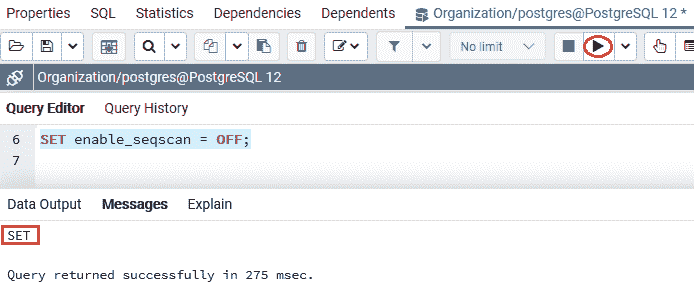 Properties SQL Statistics Dependencies Dependents Organization/postgres@PostgreSQL 12 *
No limit
Organization/postgres@PostgreSQL 12
Query Editor Query History
6 SET enable_seqscan = OFF;
7
Data Output Messages Explain
SET
Query returned successfully in 275 msec.